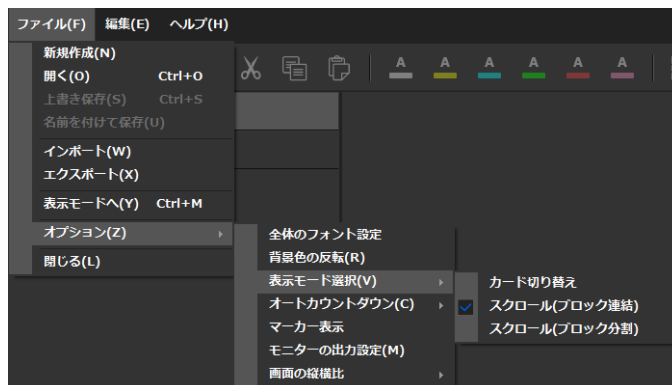 ファイル(F) 編集(E) ヘルプ(H)
新規作成(N)
開く(O) Ctrl+O
上書き保存(S) Ctrl+S
名前を付けて保存(U)
インポート(W)
エクスポート(X)
表示モードへ(Y) Ctrl+M
オプション(Z)
閉じる(L)
A A A A A A
全体のフォント設定
背景色の反転(R)
表示モード選択(V)
オートカウントダウン(C)
マーカー表示
モニターの出力設定(M)
画面の縦横比
カード切り替え
スクロール(ブロック連結)
スクロール(ブロック分割)